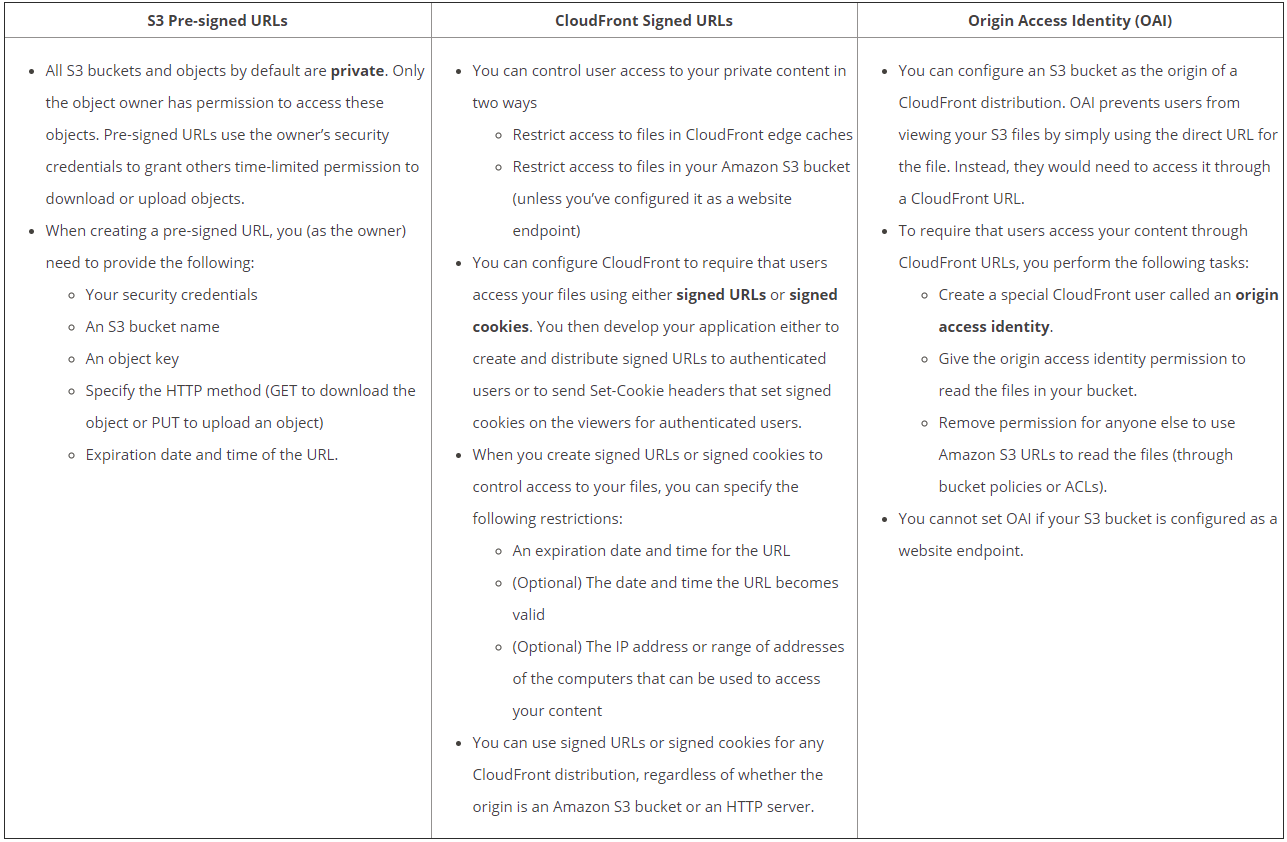 S3 Pre-signed URLs
All S3 buckets and objects by default are private. Only
the object owner has permission to access these
objects. Pre-signed URLs use the owner's security
credentials to grant others time-limited permission to
download or upload objects.
When creating a pre-signed URL, you (as the owner)
need to provide the following:
Your security credentials
An S3 bucket name
An object key
Specify the HTTP method (GET to download the
object or PUT to upload an object)
Expiration date and time of the URL.
CloudFront Signed URLs
You can control user access to your private content in
two ways
Restrict access to files in CloudFront edge caches
Restrict access to files in your Amazon S3 bucket
(unless you've configured it as a website
endpoint)
You can configure CloudFront to require that users
access your files using either signed URLs or signed
cookies. You then develop your application either to
create and distribute signed URLs to authenticated
users or to send Set-Cookie headers that set signed
cookies on the viewers for authenticated users.
When you create signed URLs or signed cookies to
control access to your files, you can specify the
following restrictions:
An expiration date and time for the URL
(Optional) The date and time the URL becomes
valid
(Optional) The IP address or range of addresses
of the computers that can be used to access
your content
You can use signed URLs or signed cookies for any
CloudFront distribution, regardless of whether the
origin is an Amazon S3 bucket or an HTTP server.
Origin Access Identity (OAI)
You can configure an S3 bucket as the origin of a
CloudFront distribution. OAI prevents users from
viewing your S3 files by simply using the direct URL for
the file. Instead, they would need to access it through
a CloudFront URL.
To require that users access your content through
CloudFront URLs, you perform the following tasks:
Create a special CloudFront user called an origin
access identity.
Give the origin access identity permission to
read the files in your bucket.
Remove permission for anyone else to use
Amazon S3 URLs to read the files (through
bucket policies or ACLs).
You cannot set OAI if your S3 bucket is configured as a
website endpoint.